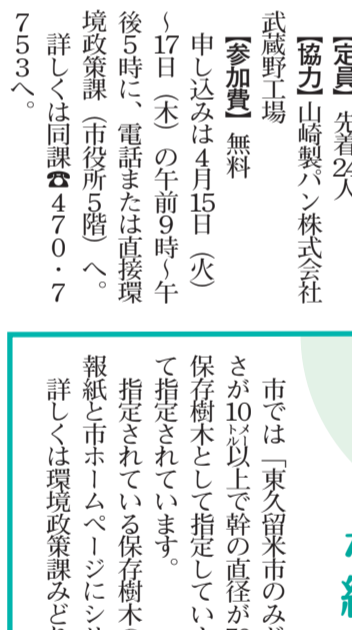 【定員】先着24人
【協力】山崎製パン株式会社
武蔵野工場
【参加費】無料
申し込みは4月15日（火）
～17日（木）の午前9時～午
後5時に、電話または直接環
境政策課（市役所5階）へ。
詳しくは同課☎470・7
753へ。
市では「東久留米市のみど
さが10メートル以上で幹の直径が
保存樹木として指定してい
て指定されています。
指定されている保存樹木の
報紙と市ホームページにシ
詳しくは環境政策課みど